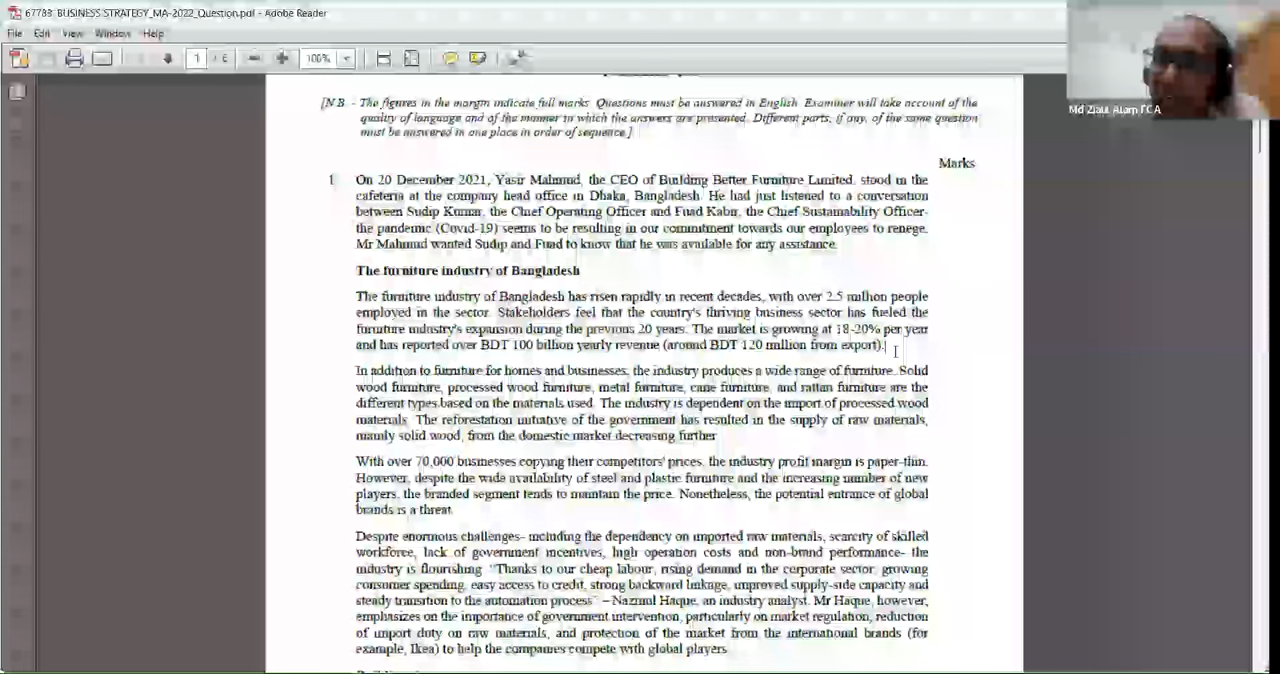 67783_BUSINESS STRATEGY_MA-2022_Question.pdf - Adobe Reader
File Edit View Window Help
1 / 6 100%
Md Ziaul Alam FCA
[N.B. - The figures in the margin indicate full marks. Questions must be answered in English. Examiner will take account of the
quality of language and of the manner in which the answers are presented. Different parts, if any, of the same question
must be answered in one place in order of sequence.]
Marks
1 On 20 December 2021, Yasir Mahmud, the CEO of Building Better Furniture Limited, stood in the
cafeteria at the company head office in Dhaka, Bangladesh. He had just listened to a conversation
between Sudip Kumar, the Chief Operating Officer and Fuad Kabir, the Chief Sustainability Officer-
the pandemic (Covid-19) seems to be resulting in our commitment towards our employees to renege.
Mr Mahmud wanted Sudip and Fuad to know that he was available for any assistance.
The furniture industry of Bangladesh
The furniture industry of Bangladesh has risen rapidly in recent decades, with over 2.5 million people
employed in the sector. Stakeholders feel that the country's thriving business sector has fueled the
furniture industry's expansion during the previous 20 years. The market is growing at 18-20% per year
and has reported over BDT 100 billion yearly revenue (around BDT 120 million from export).
In addition to furniture for homes and businesses, the industry produces a wide range of furniture. Solid
wood furniture, processed wood furniture, metal furniture, cane furniture, and rattan furniture are the
different types based on the materials used. The industry is dependent on the import of processed wood
materials. The reforestation initiative of the government has resulted in the supply of raw materials,
mainly solid wood, from the domestic market decreasing further.
With over 70,000 businesses copying their competitors' prices, the industry profit margin is paper-thin.
However, despite the wide availability of steel and plastic furniture and the increasing number of new
players, the branded segment tends to maintain the price. Nonetheless, the potential entrance of global
brands is a threat.
Despite enormous challenges- including the dependency on imported raw materials, scarcity of skilled
workforce, lack of government incentives, high operation costs and non-brand performance- the
industry is flourishing. "Thanks to our cheap labour, rising demand in the corporate sector, growing
consumer spending, easy access to credit, strong backward linkage, improved supply-side capacity and
steady transition to the automation process" – Nazmul Haque, an industry analyst. Mr Haque, however,
emphasizes on the importance of government intervention, particularly on market regulation, reduction
of import duty on raw materials, and protection of the market from the international brands (for
example, Ikea) to help the companies compete with global players.